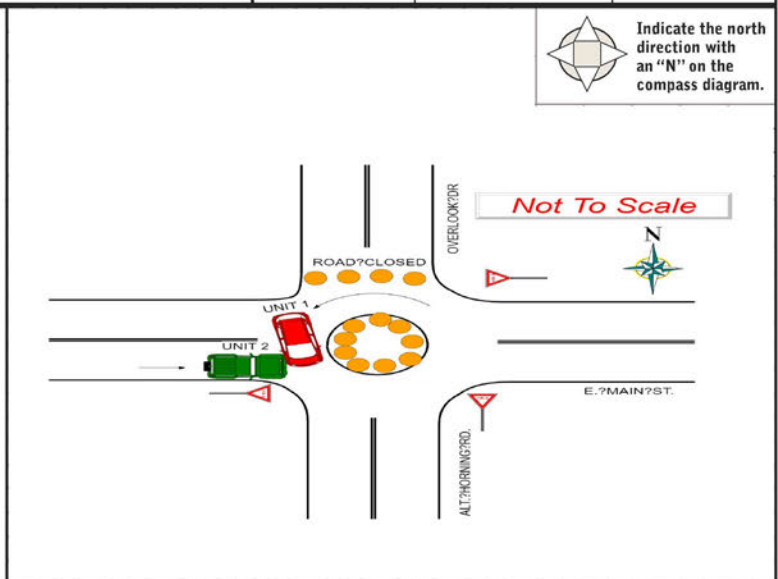 Indicate the north
direction with
an “N” on the
compass diagram.
OVERLOOK?DR
Not To Scale
N
ROAD?CLOSED
UNIT 1
UNIT 2
E.?MAIN?ST.
ALT.?HORNING?RD.